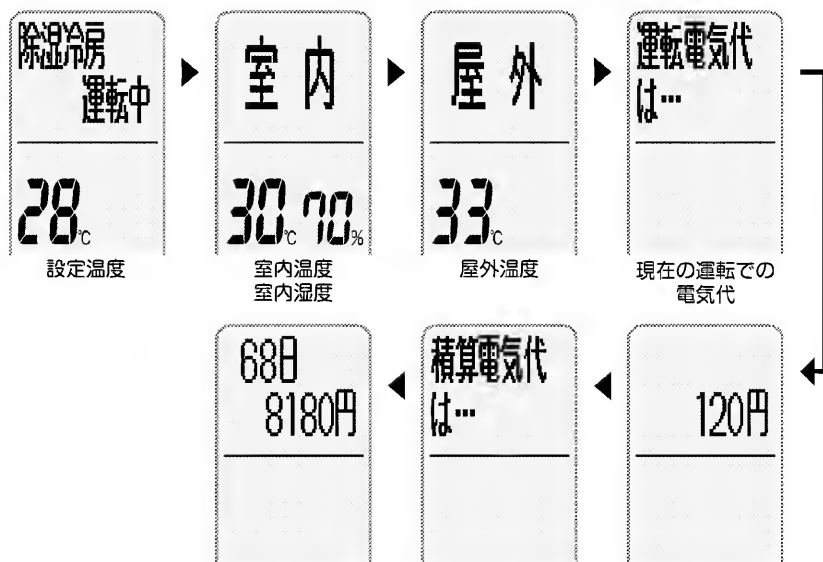 除湿冷房
運転中
28℃
設定温度
室内
30℃ 70%
室内温度
室内湿度
屋外
33℃
屋外温度
運転電気代
は…
現在の運転での
電気代
120円
積算電気代
は…
68日
8180円